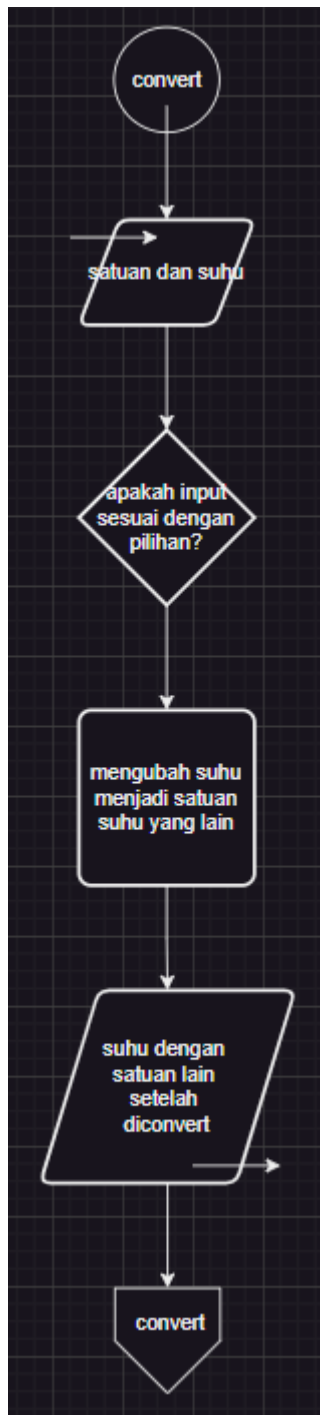 convert
satuan dan suhu
apakah input
sesuai dengan
pilihan?
mengubah suhu
menjadi satuan
suhu yang lain
suhu dengan
satuan lain
setelah
diconvert
convert